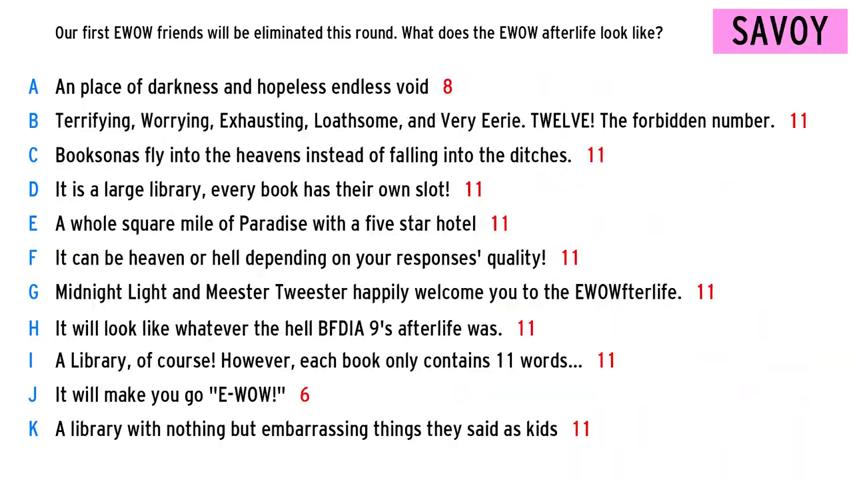 Our first EWOW friends will be eliminated this round. What does the EWOW afterlife look like?
SAVOY
A An place of darkness and hopeless endless void 8
B Terrifying, Worrying, Exhausting, Loathsome, and Very Eerie. TWELVE! The forbidden number. 11
C Booksonas fly into the heavens instead of falling into the ditches. 11
D It is a large library, every book has their own slot! 11
E A whole square mile of Paradise with a five star hotel 11
F It can be heaven or hell depending on your responses' quality! 11
G Midnight Light and Meester Tweester happily welcome you to the EWOWfterlife. 11
H It will look like whatever the hell BFDIA 9's afterlife was. 11
I A Library, of course! However, each book only contains 11 words... 11
J It will make you go "E-WOW!" 6
K A library with nothing but embarrassing things they said as kids 11